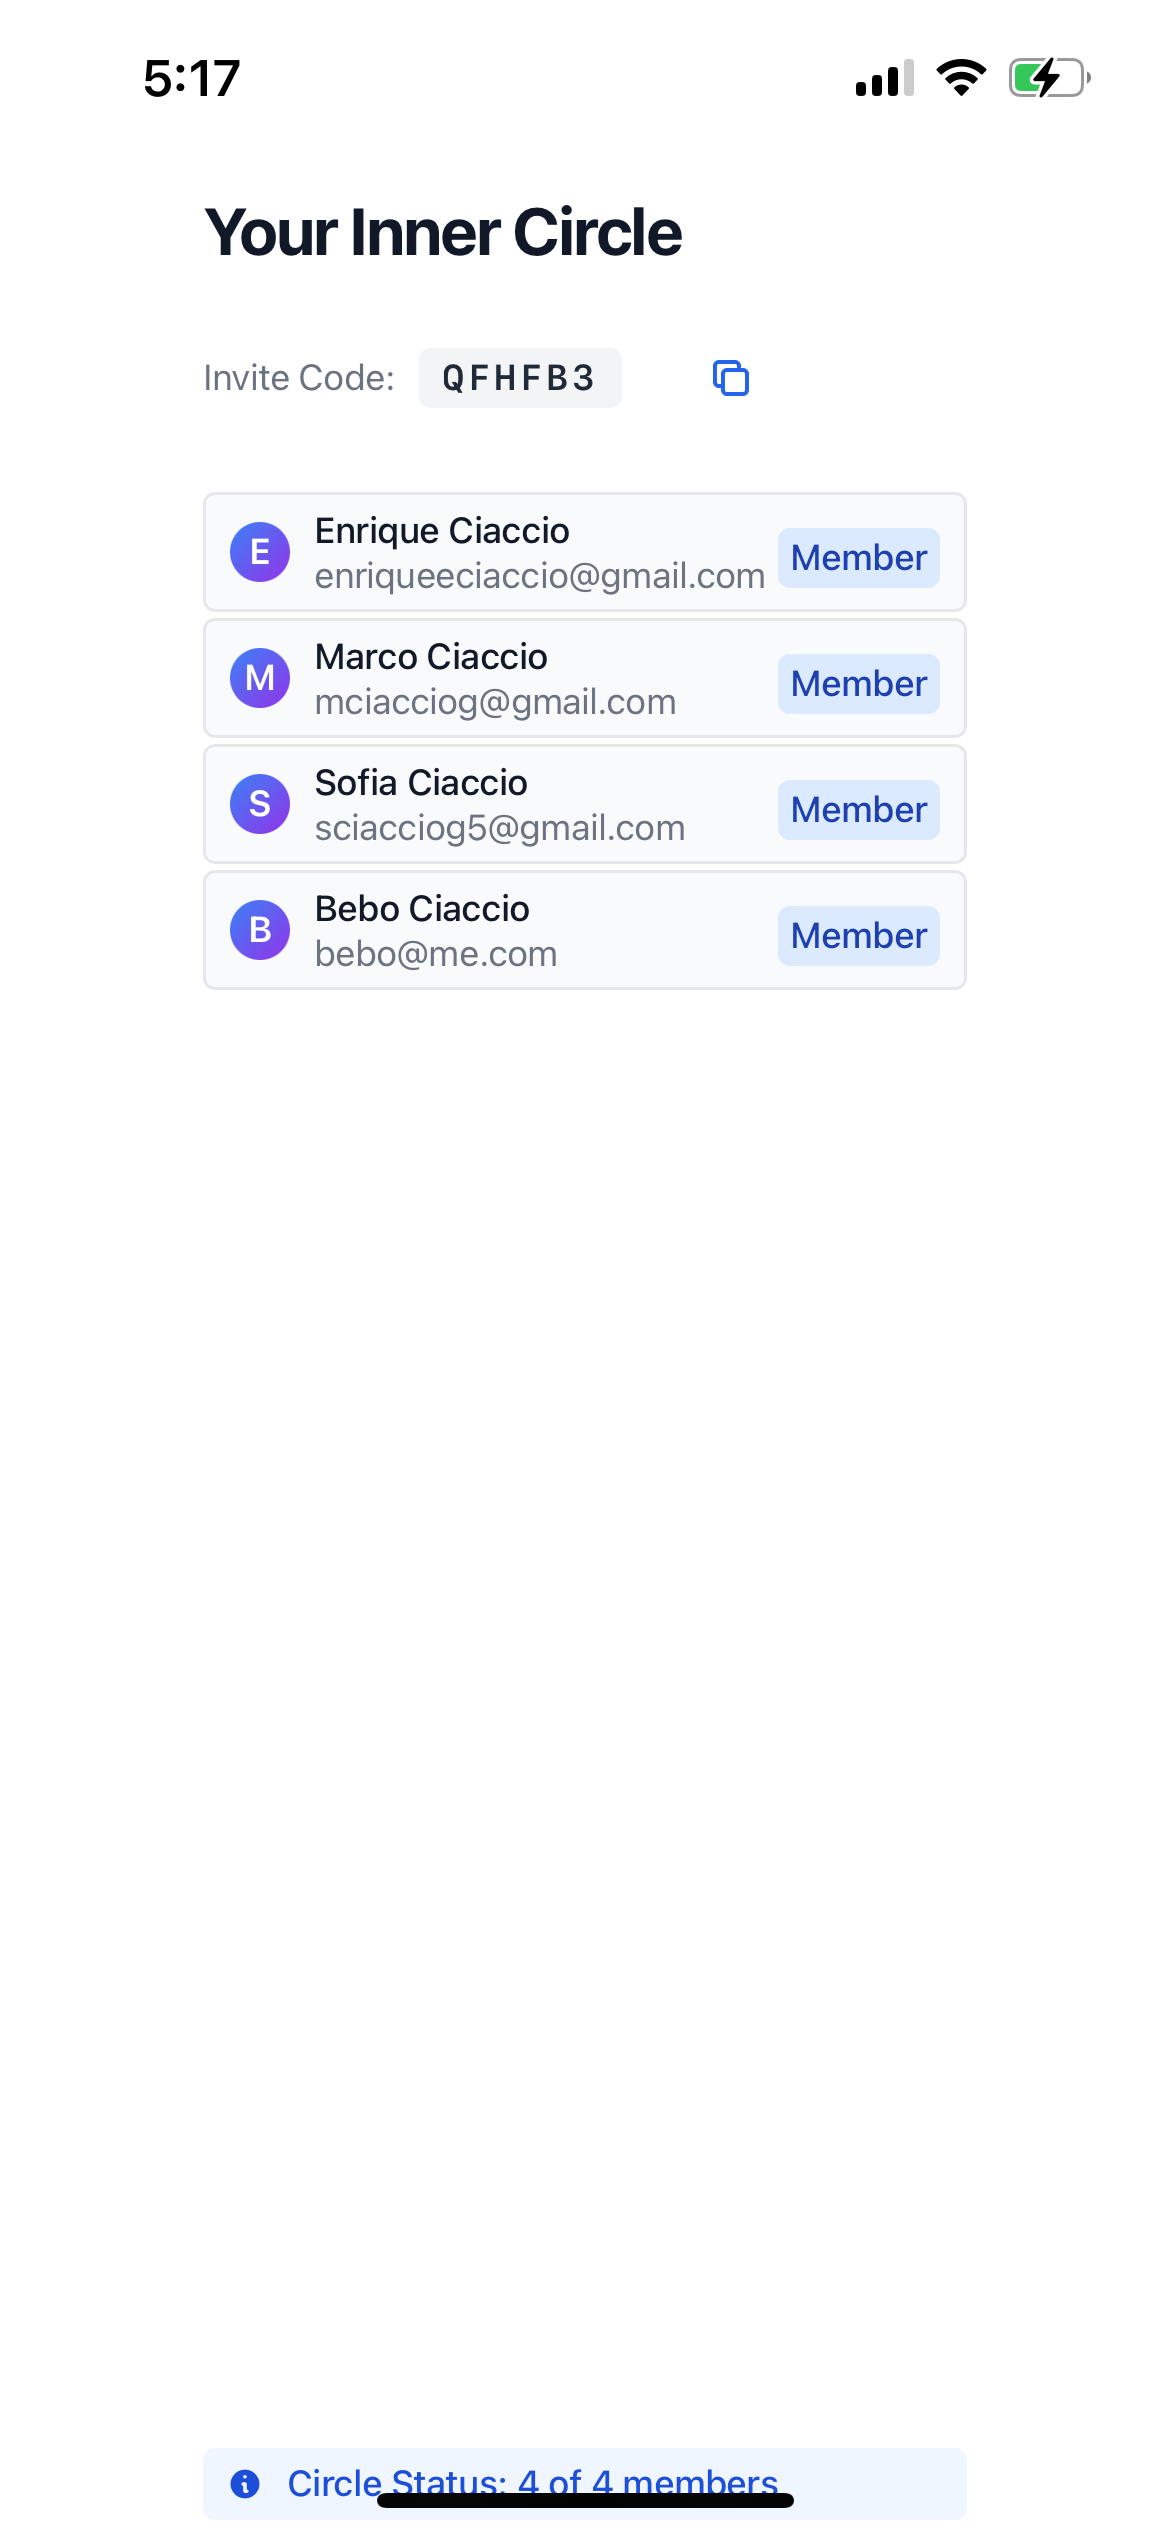 5:17
Your Inner Circle
Invite Code: QFHFB3
E
Enrique Ciaccio
enriqueeciaccio@gmail.com
Member
M
Marco Ciaccio
mciacciog@gmail.com
Member
S
Sofia Ciaccio
sciacciog5@gmail.com
Member
B
Bebo Ciaccio
bebo@me.com
Member
Circle Status: 4 of 4 members